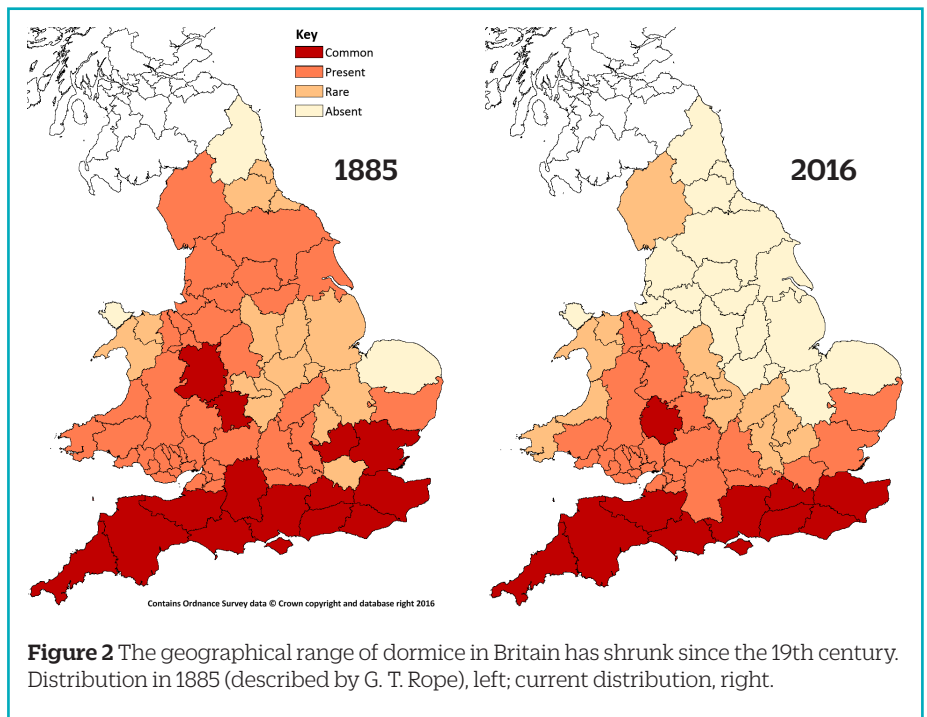 Key
Common
Present
Rare
Absent
1885
2016
Contains Ordnance Survey data © Crown copyright and database right 2016
Figure 2 The geographical range of dormice in Britain has shrunk since the 19th century.
Distribution in 1885 (described by G. T. Rope), left; current distribution, right.